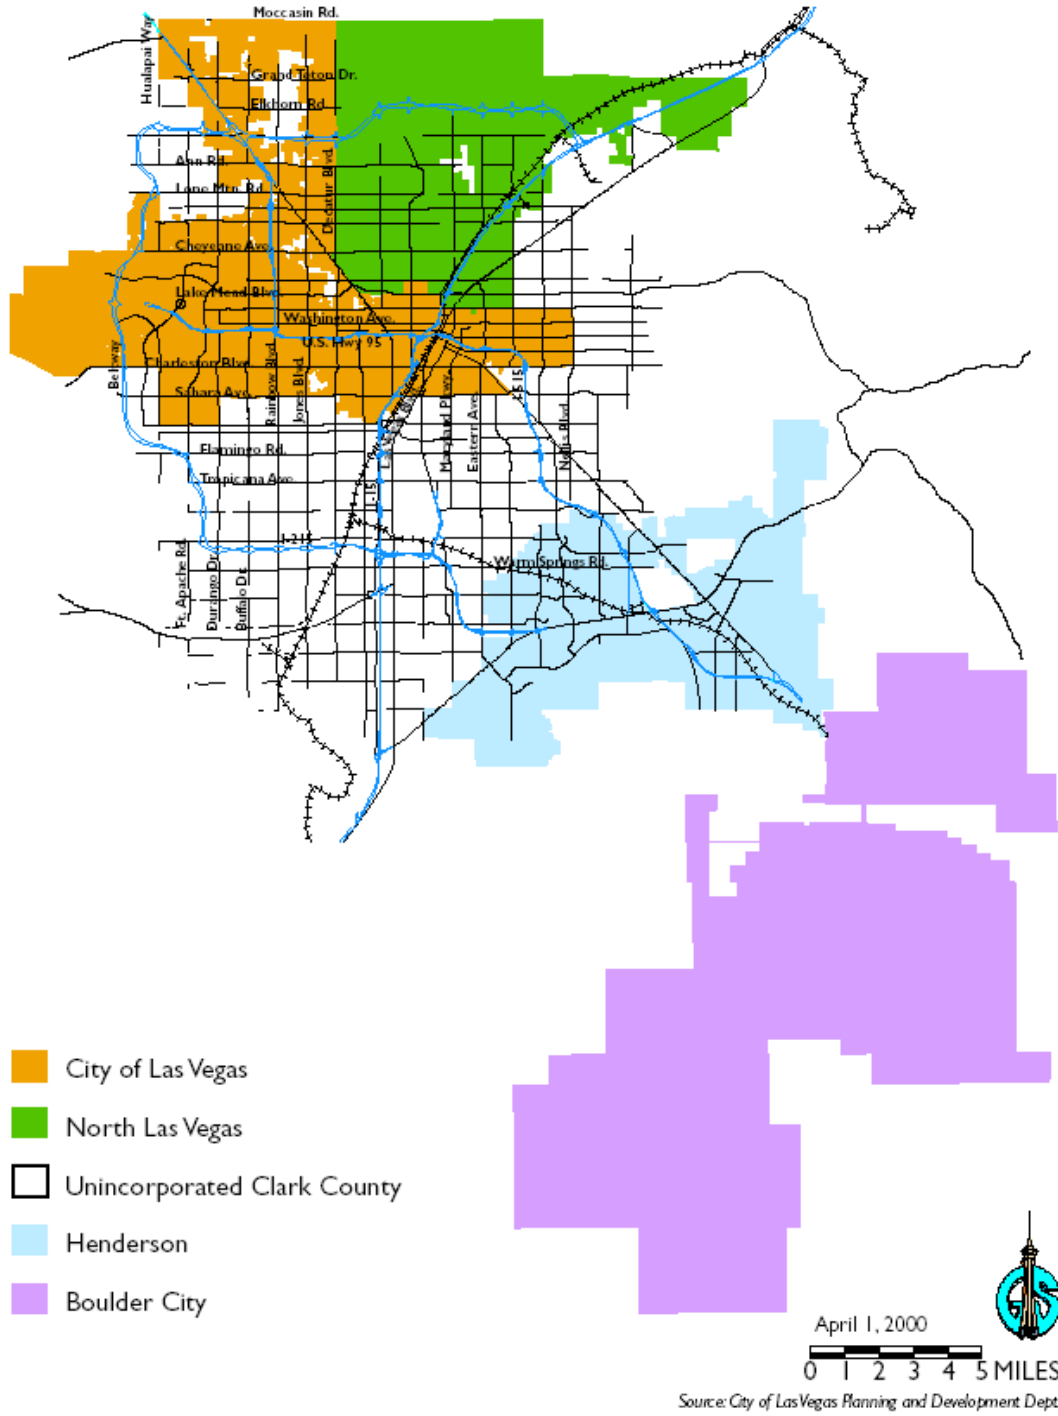 Moccasin Rd.
Hualapai Way
Grand Teton Dr.
Elkhorn Rd
Ann Rd.
Decatur Blvd.
Lone Mtn. Rd.
Cheyenne Ave.
Lake Mead Blvd.
Washington Ave.
U.S. Hwy 95
Beltway
Charleston Blvd.
Rainbow Blvd.
Jones Blvd.
Sahara Ave.
I-515
Maryland Pkwy.
Eastern Ave.
Nellis Blvd.
Flamingo Rd.
Tropicana Ave.
I-15
I-215
Warm Springs Rd.
Ft. Apache Rd.
Durango Dr.
Buffalo Dr.
City of Las Vegas
North Las Vegas
Unincorporated Clark County
Henderson
Boulder City
GIS
April 1, 2000
0 1 2 3 4 5 MILES
Source: City of Las Vegas Planning and Development Dept.